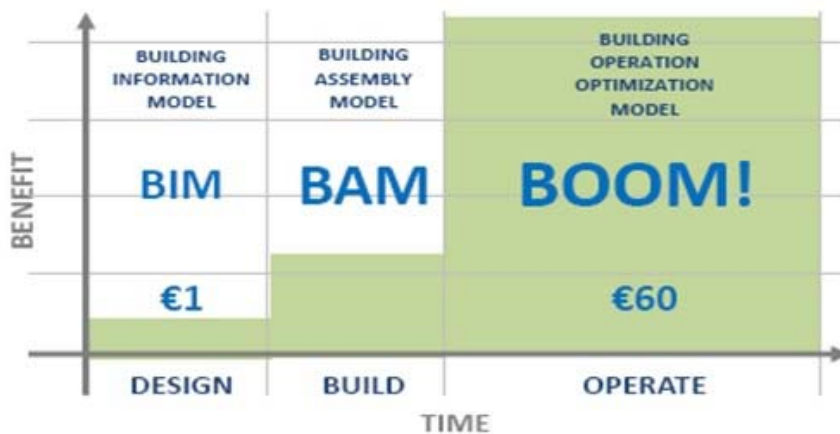 BUILDING
INFORMATION
MODEL
BUILDING
ASSEMBLY
MODEL
BUILDING
OPERATION
OPTIMIZATION
MODEL
BENEFIT
BIM
BAM
BOOM!
€1
€60
DESIGN
BUILD
OPERATE
TIME